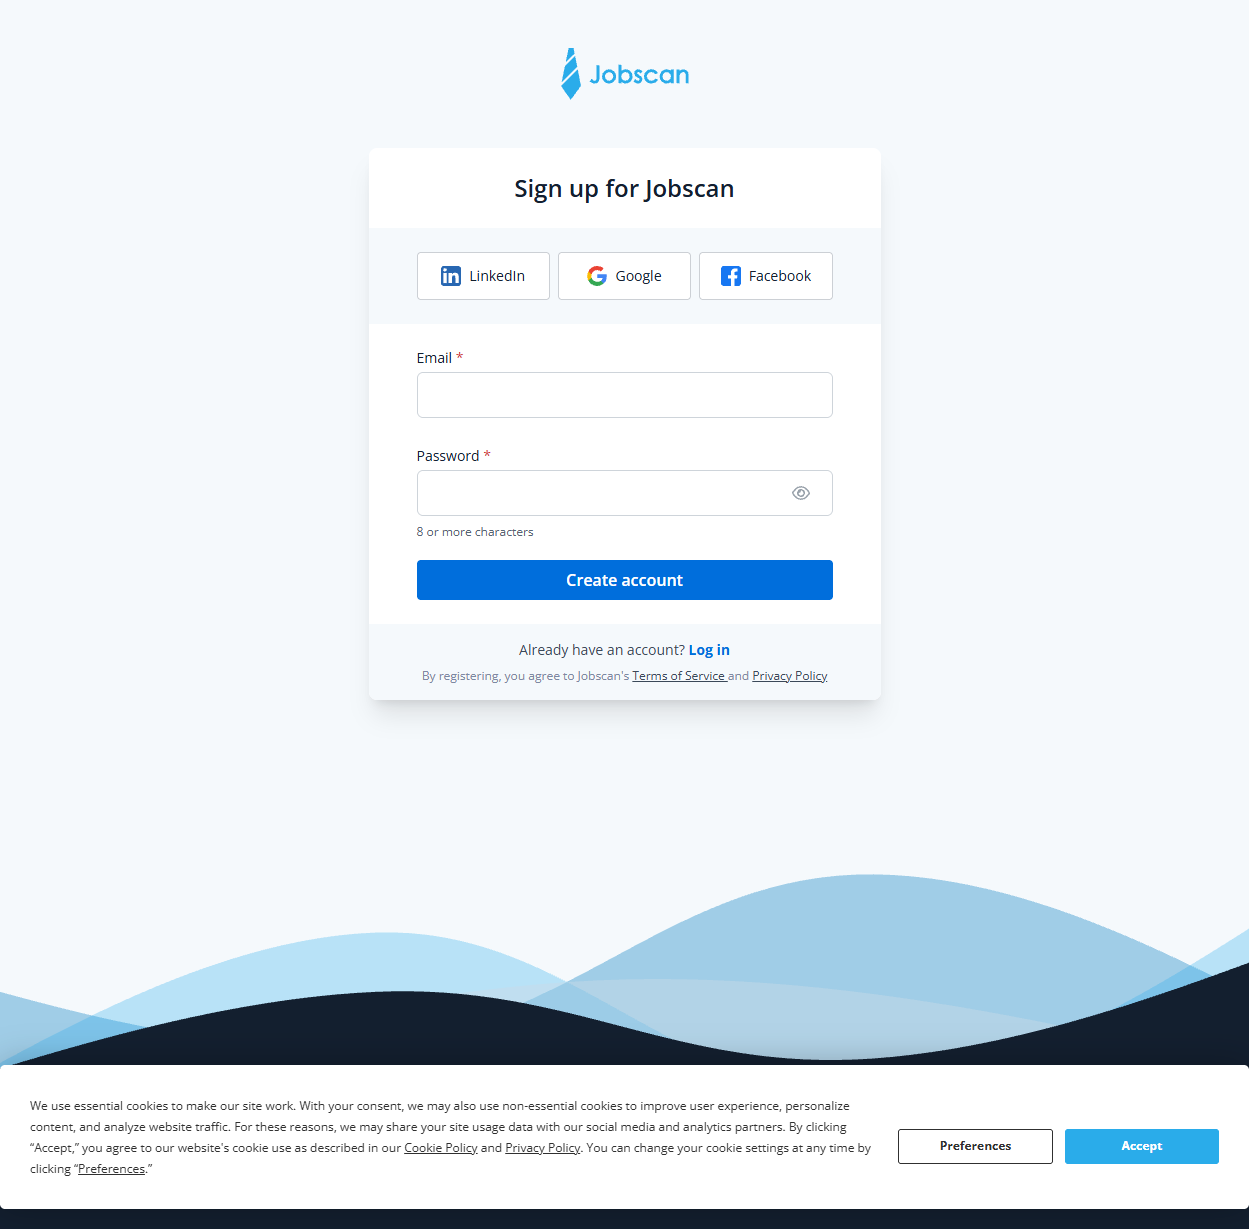 Jobscan
Sign up for Jobscan
LinkedIn
Google
Facebook
Email *
Password *
8 or more characters
Create account
Already have an account? Log in
By registering, you agree to Jobscan's Terms of Service and Privacy Policy
We use essential cookies to make our site work. With your consent, we may also use non-essential cookies to improve user experience, personalize
content, and analyze website traffic. For these reasons, we may share your site usage data with our social media and analytics partners. By clicking
“Accept,” you agree to our website's cookie use as described in our Cookie Policy and Privacy Policy. You can change your cookie settings at any time by
clicking “Preferences.”
Preferences
Accept